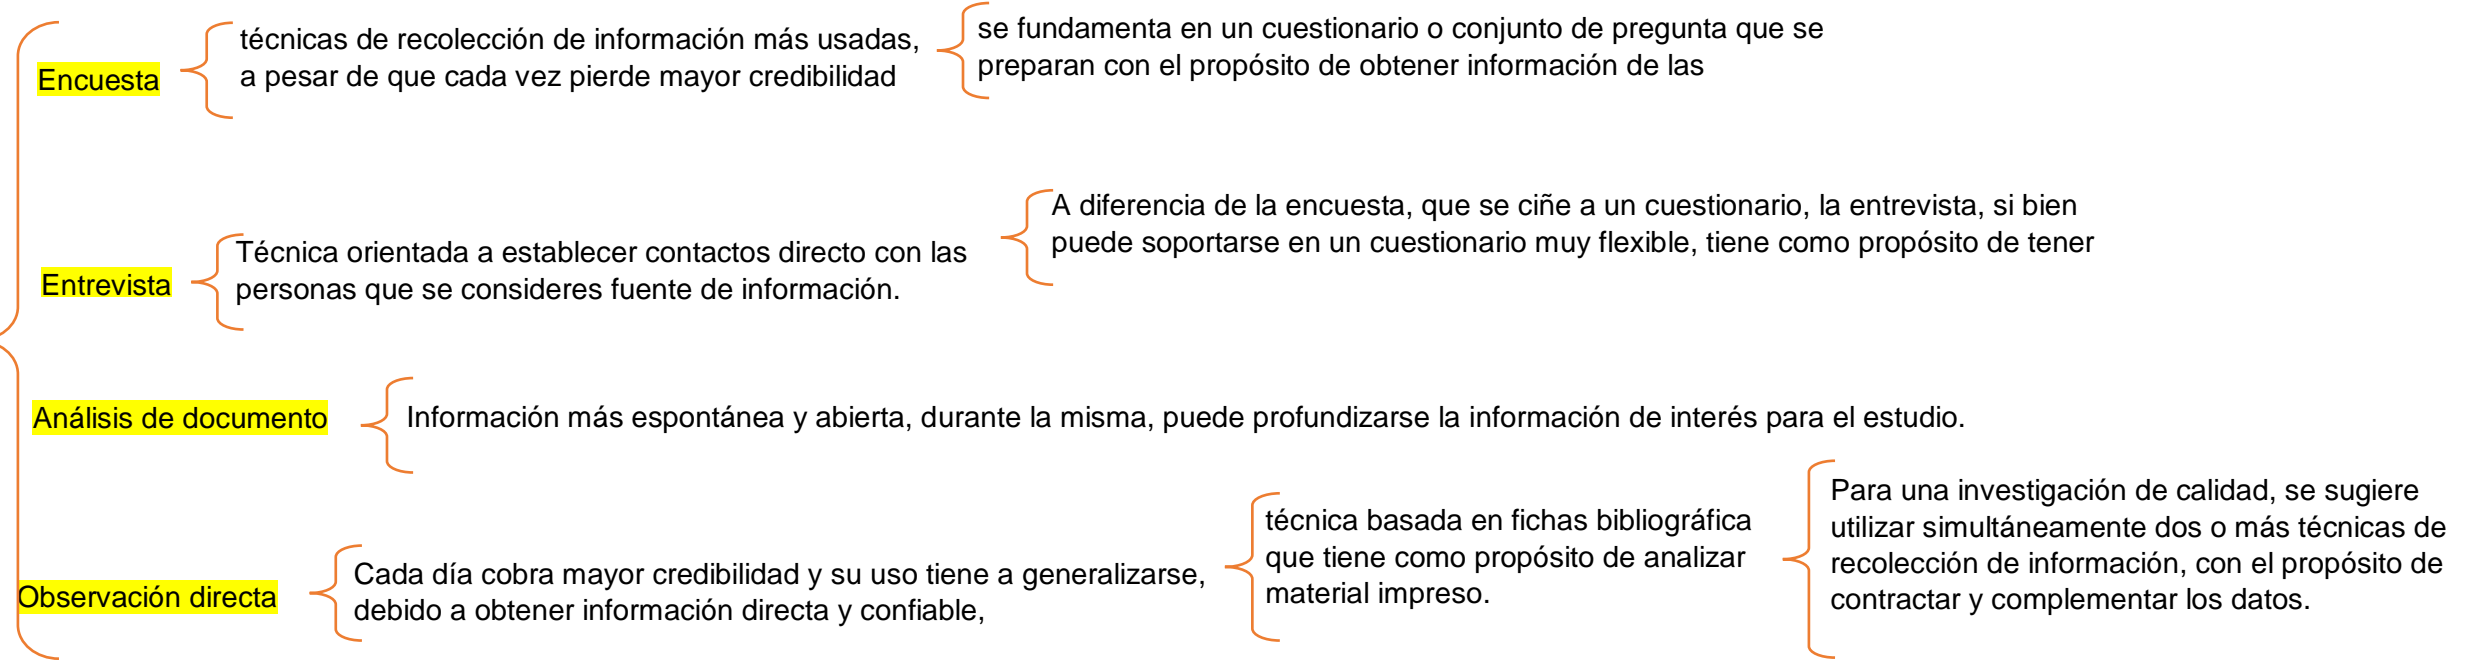 Encuesta
técnicas de recolección de información más usadas,
a pesar de que cada vez pierde mayor credibilidad
se fundamenta en un cuestionario o conjunto de pregunta que se
preparan con el propósito de obtener información de las
Entrevista
Técnica orientada a establecer contactos directo con las
personas que se consideres fuente de información.
A diferencia de la encuesta, que se ciñe a un cuestionario, la entrevista, si bien
puede soportarse en un cuestionario muy flexible, tiene como propósito de tener
Análisis de documento
Información más espontánea y abierta, durante la misma, puede profundizarse la información de interés para el estudio.
Observación directa
Cada día cobra mayor credibilidad y su uso tiene a generalizarse,
debido a obtener información directa y confiable,
técnica basada en fichas bibliográfica
que tiene como propósito de analizar
material impreso.
Para una investigación de calidad, se sugiere
utilizar simultáneamente dos o más técnicas de
recolección de información, con el propósito de
contractar y complementar los datos.